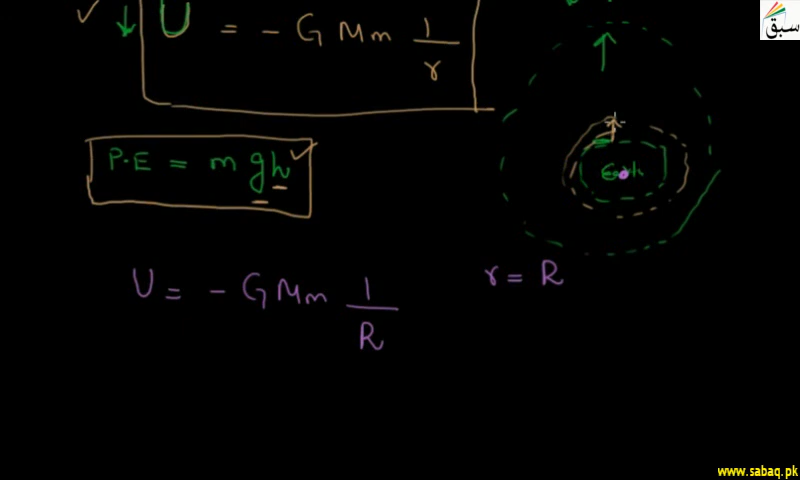 سبق
U = - G M m 1/r
P.E = m g h
Earth
U = - G M m 1/R
r = R
www.sabaq.pk